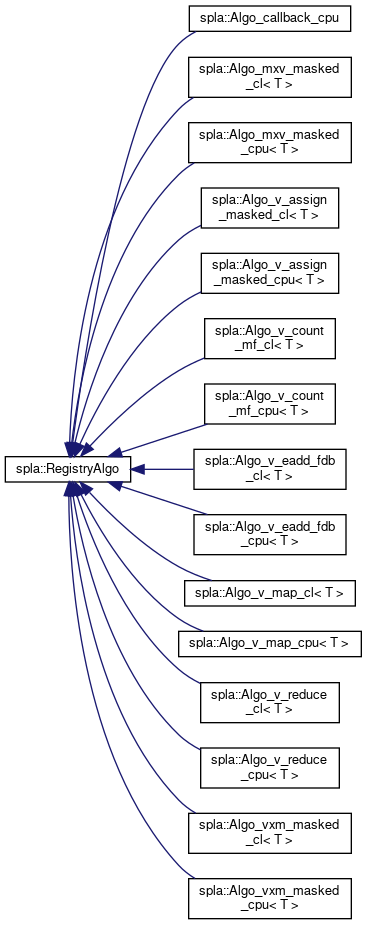 spla::Algo_callback_cpu
spla::Algo_mxv_masked
_cl< T >
spla::Algo_mxv_masked
_cpu< T >
spla::Algo_v_assign
_masked_cl< T >
spla::Algo_v_assign
_masked_cpu< T >
spla::Algo_v_count
_mf_cl< T >
spla::Algo_v_count
_mf_cpu< T >
spla::RegistryAlgo
spla::Algo_v_eadd_fdb
_cl< T >
spla::Algo_v_eadd_fdb
_cpu< T >
spla::Algo_v_map_cl< T >
spla::Algo_v_map_cpu< T >
spla::Algo_v_reduce
_cl< T >
spla::Algo_v_reduce
_cpu< T >
spla::Algo_vxm_masked
_cl< T >
spla::Algo_vxm_masked
_cpu< T >